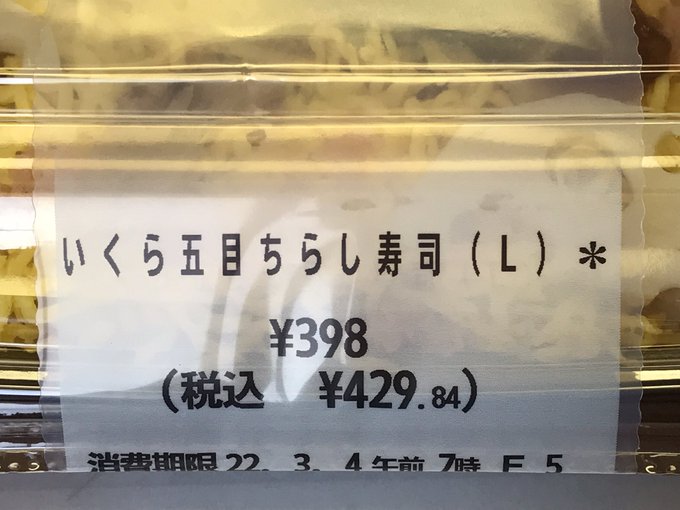 いくら五目ちらし寿司(L)*
¥398
(税込 ¥429.84)
消費期限 22. 3. 4 午前 7時 F 5